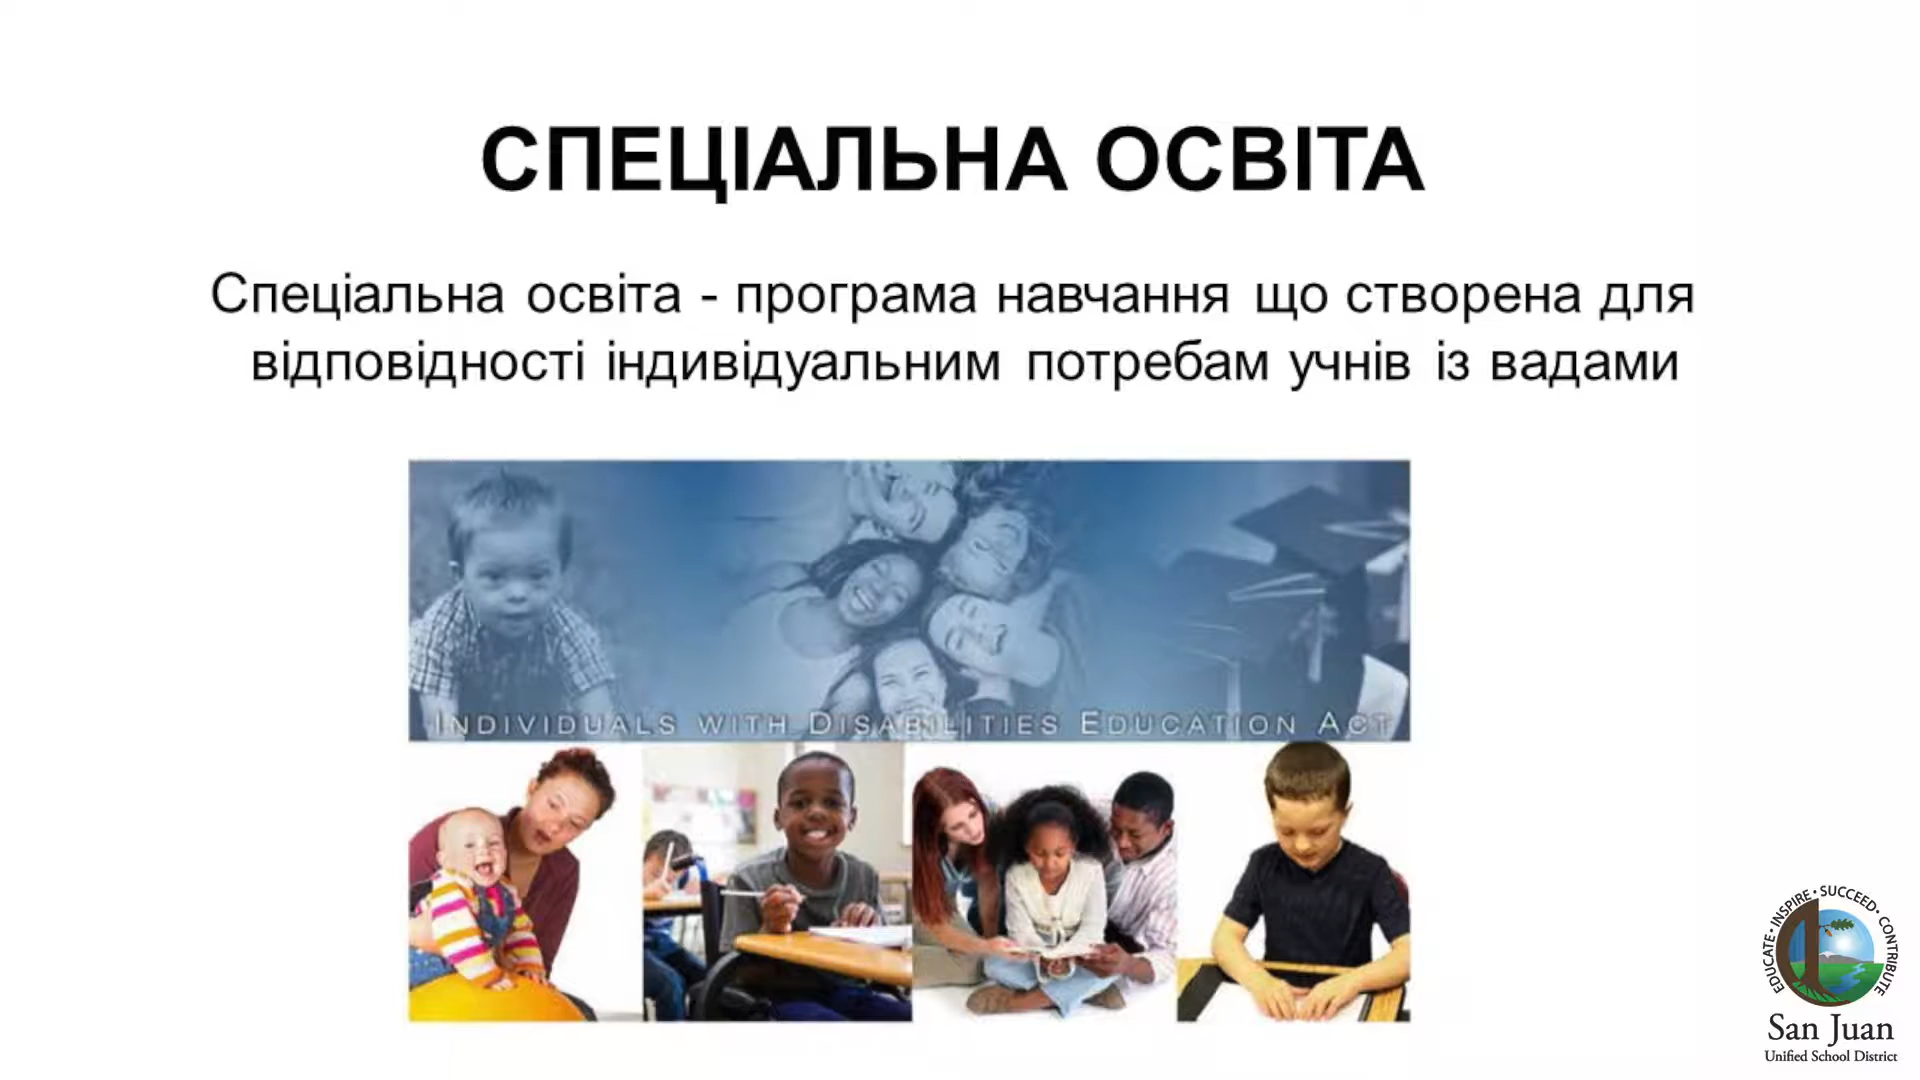 СПЕЦІАЛЬНА ОСВІТА
Спеціальна освіта - програма навчання що створена для
відповідності індивідуальним потребам учнів із вадами
INDIVIDUALS WITH DISABILITIES EDUCATION ACT
EDUCATE • INSPIRE • SUCCEED • CONTRIBUTE
San Juan
Unified School District